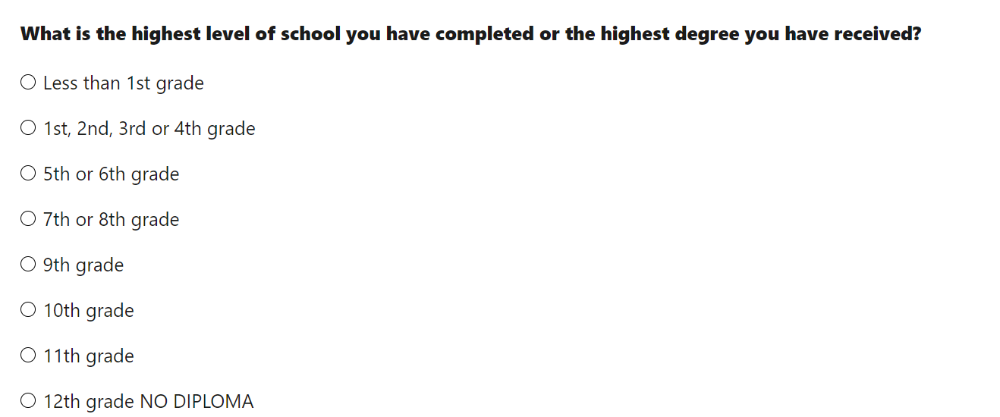 What is the highest level of school you have completed or the highest degree you have received?
Less than 1st grade
1st, 2nd, 3rd or 4th grade
5th or 6th grade
7th or 8th grade
9th grade
10th grade
11th grade
12th grade NO DIPLOMA